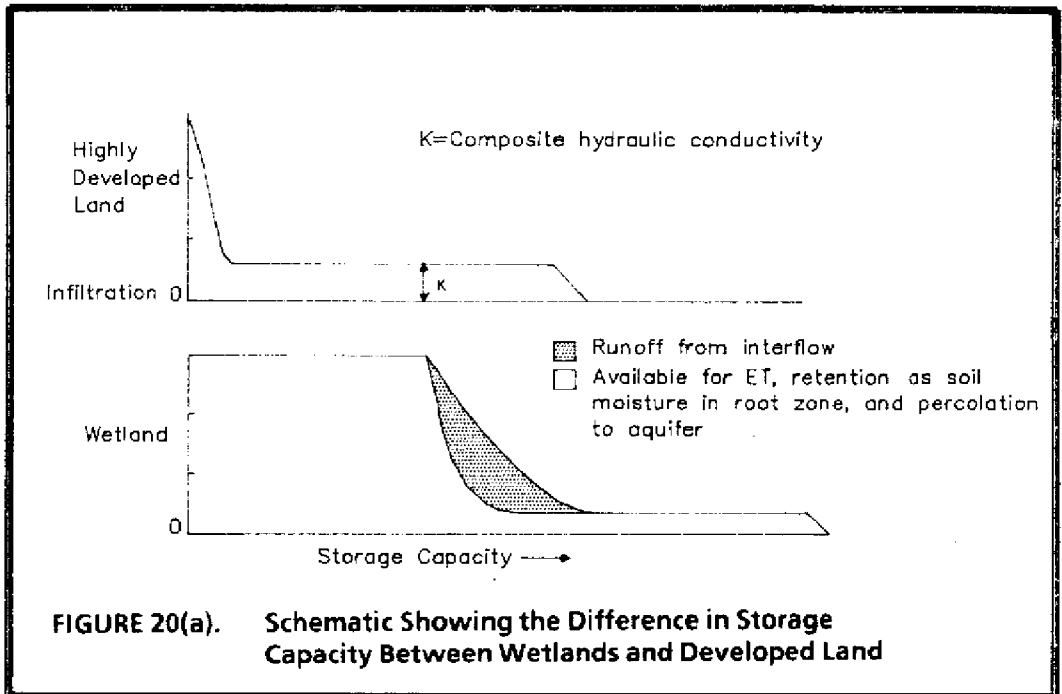 K=Composite hydraulic conductivity
Highly
Developed
Land
K
Infiltration 0
Runoff from interflow
Available for ET, retention as soil
moisture in root zone, and percolation
to aquifer
Wetland
0
Storage Capacity
FIGURE 20(a). Schematic Showing the Difference in Storage
Capacity Between Wetlands and Developed Land